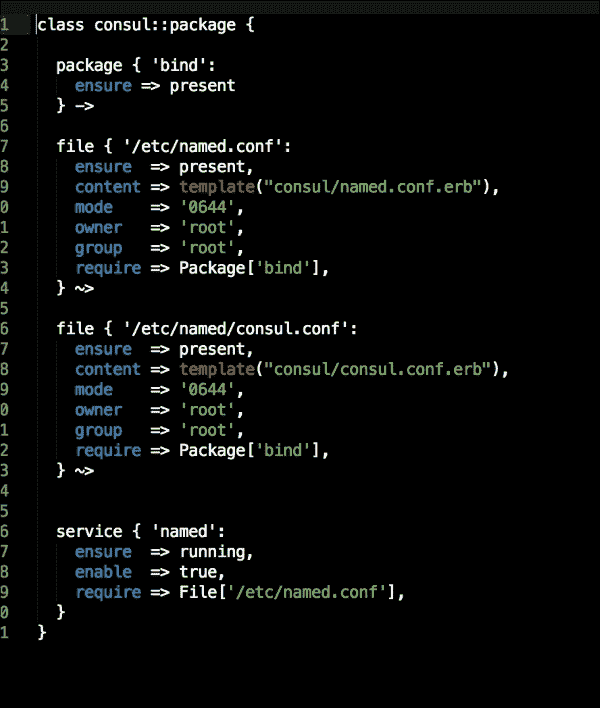 1 class consul::package {
2
3   package { 'bind':
4     ensure => present
5   } ->
6
7   file { '/etc/named.conf':
8     ensure  => present,
9     content => template("consul/named.conf.erb"),
0     mode    => '0644',
1     owner   => 'root',
2     group   => 'root',
3     require => Package['bind'],
4   } ~>
5
6   file { '/etc/named/consul.conf':
7     ensure  => present,
8     content => template("consul/consul.conf.erb"),
9     mode    => '0644',
0     owner   => 'root',
1     group   => 'root',
2     require => Package['bind'],
3   } ~>
4
5
6   service { 'named':
7     ensure  => running,
8     enable  => true,
9     require => File['/etc/named.conf'],
0   }
1 }